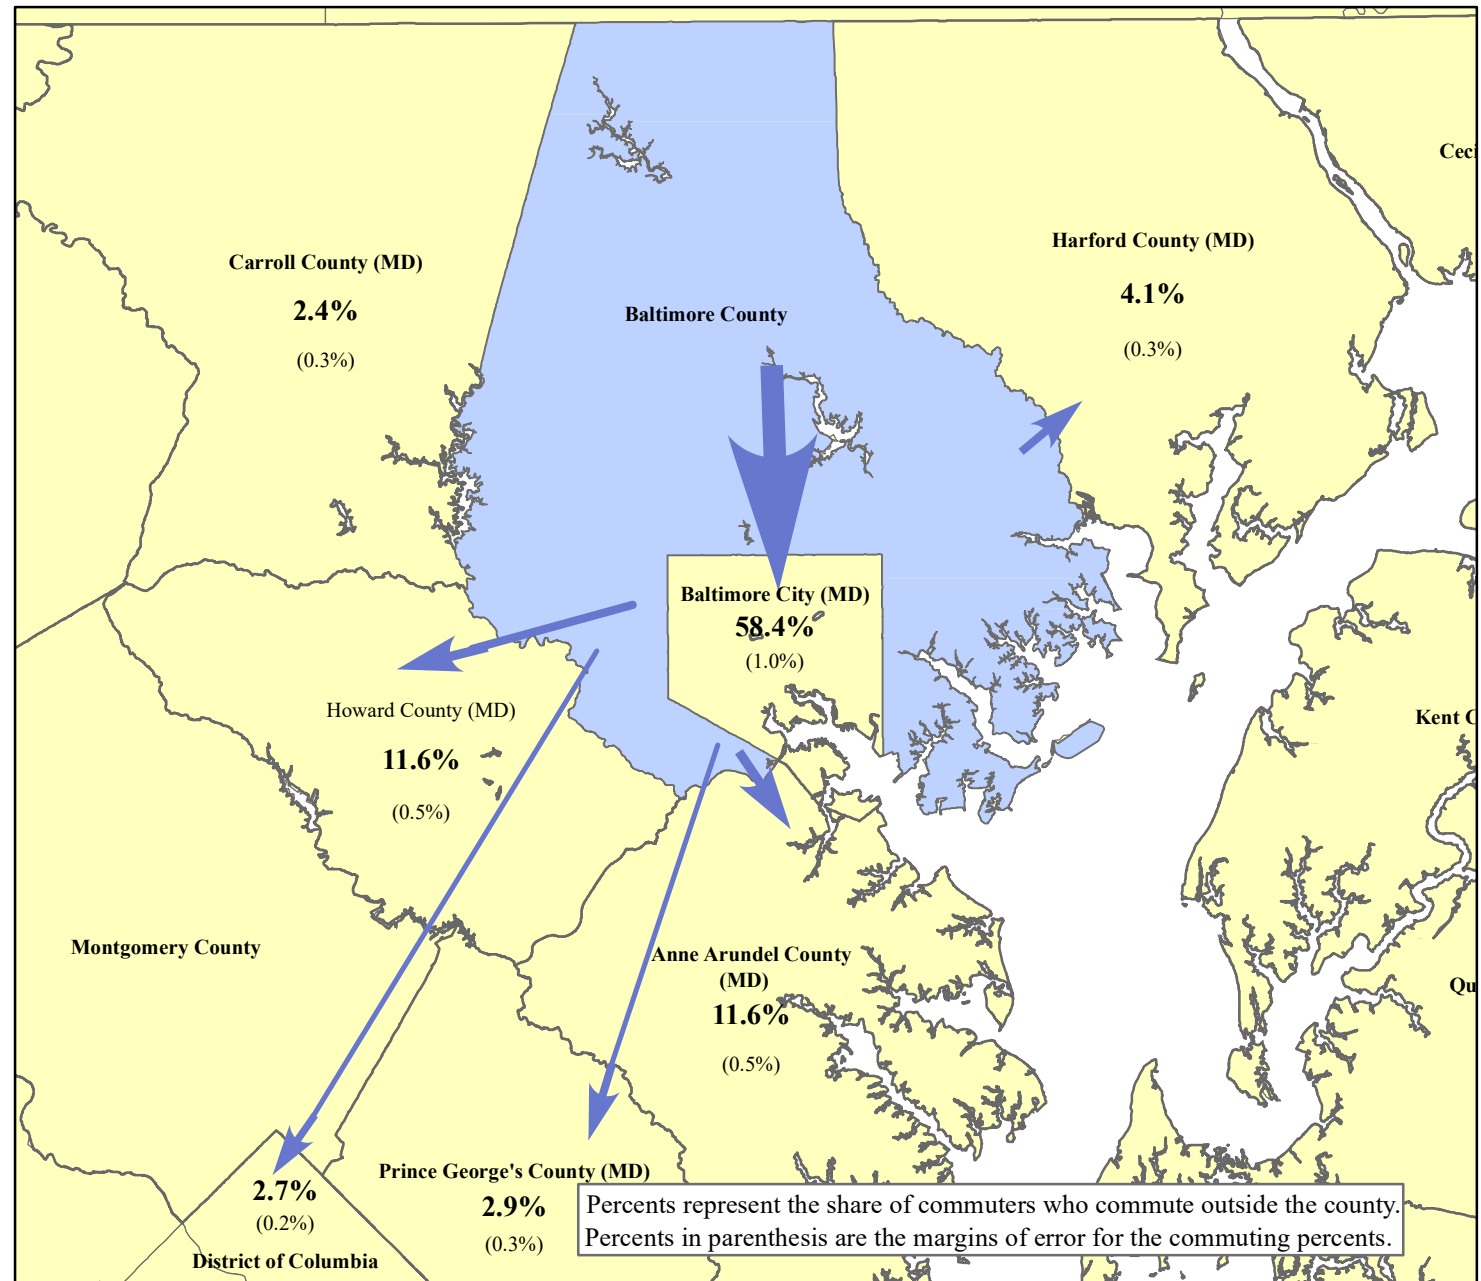 Ceci
Harford County (MD)
4.1%
(0.3%)
Carroll County (MD)
2.4%
(0.3%)
Baltimore County
Baltimore City (MD)
58.4%
(1.0%)
Howard County (MD)
11.6%
(0.5%)
Kent C
Montgomery County
Anne Arundel County
(MD)
11.6%
(0.5%)
Qu
Prince George's County (MD)
2.9%
(0.3%)
2.7%
(0.2%)
District of Columbia
Percents represent the share of commuters who commute outside the county.
Percents in parenthesis are the margins of error for the commuting percents.